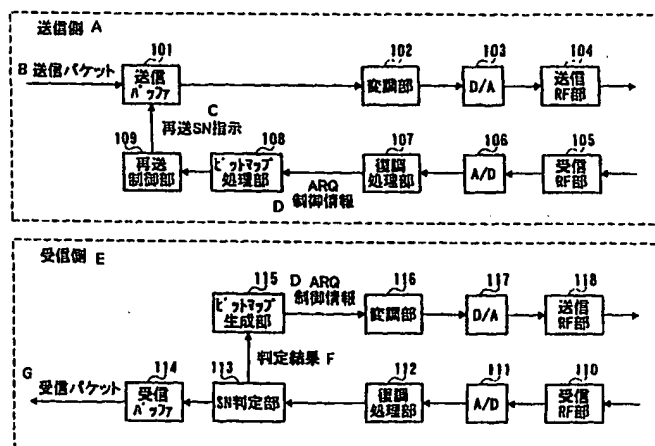 送信側 A
B 送信パケット
101
送信
バッファ
102
変調部
103
D/A
104
送信
RF部
C
再送SN指示
109
再送
制御部
108
ビットマップ
処理部
D ARQ
制御情報
107
復調
処理部
106
A/D
105
受信
RF部
受信側 E
115
ビットマップ
生成部
D ARQ
制御情報
116
変調部
117
D/A
118
送信
RF部
判定結果 F
G
受信パケット
114
受信
バッファ
113
SN判定部
112
復調
処理部
111
A/D
110
受信
RF部